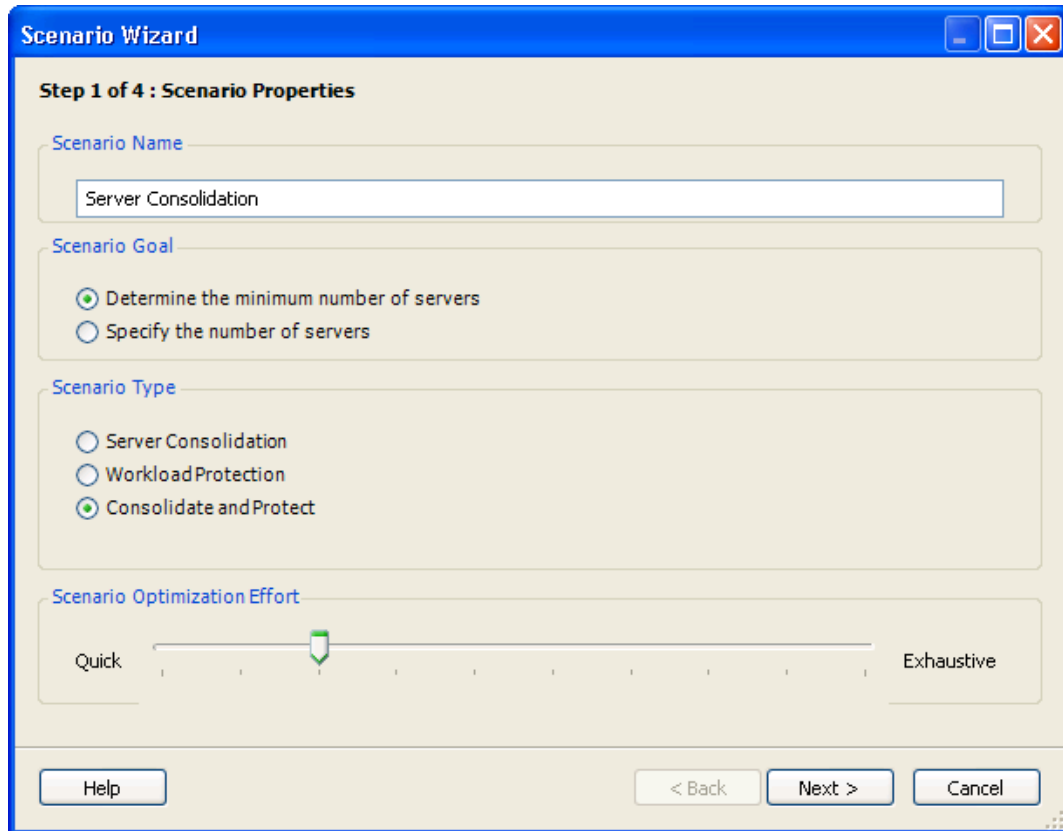 Scenario Wizard
Step 1 of 4 : Scenario Properties
Scenario Name
Server Consolidation
Scenario Goal
Determine the minimum number of servers
Specify the number of servers
Scenario Type
Server Consolidation
Workload Protection
Consolidate and Protect
Scenario Optimization Effort
Quick Exhaustive
Help < Back Next > Cancel